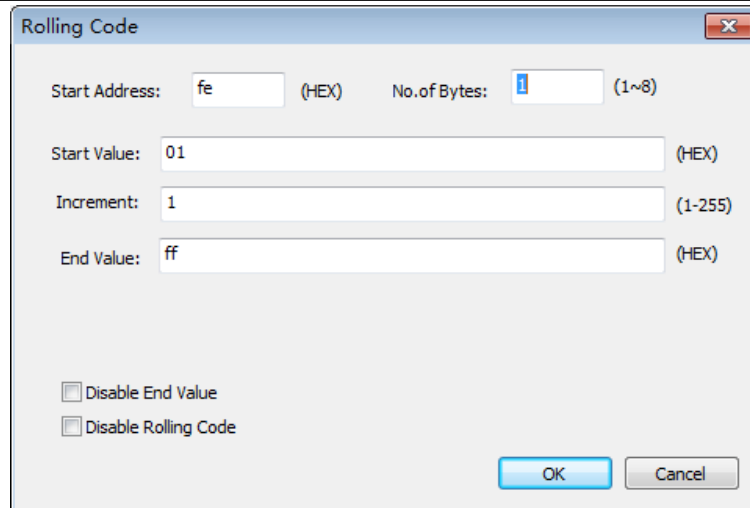 Rolling Code
Start Address: fe (HEX) No.of Bytes: 1 (1~8)
Start Value: 01 (HEX)
Increment: 1 (1-255)
End Value: ff (HEX)
Disable End Value
Disable Rolling Code
OK Cancel